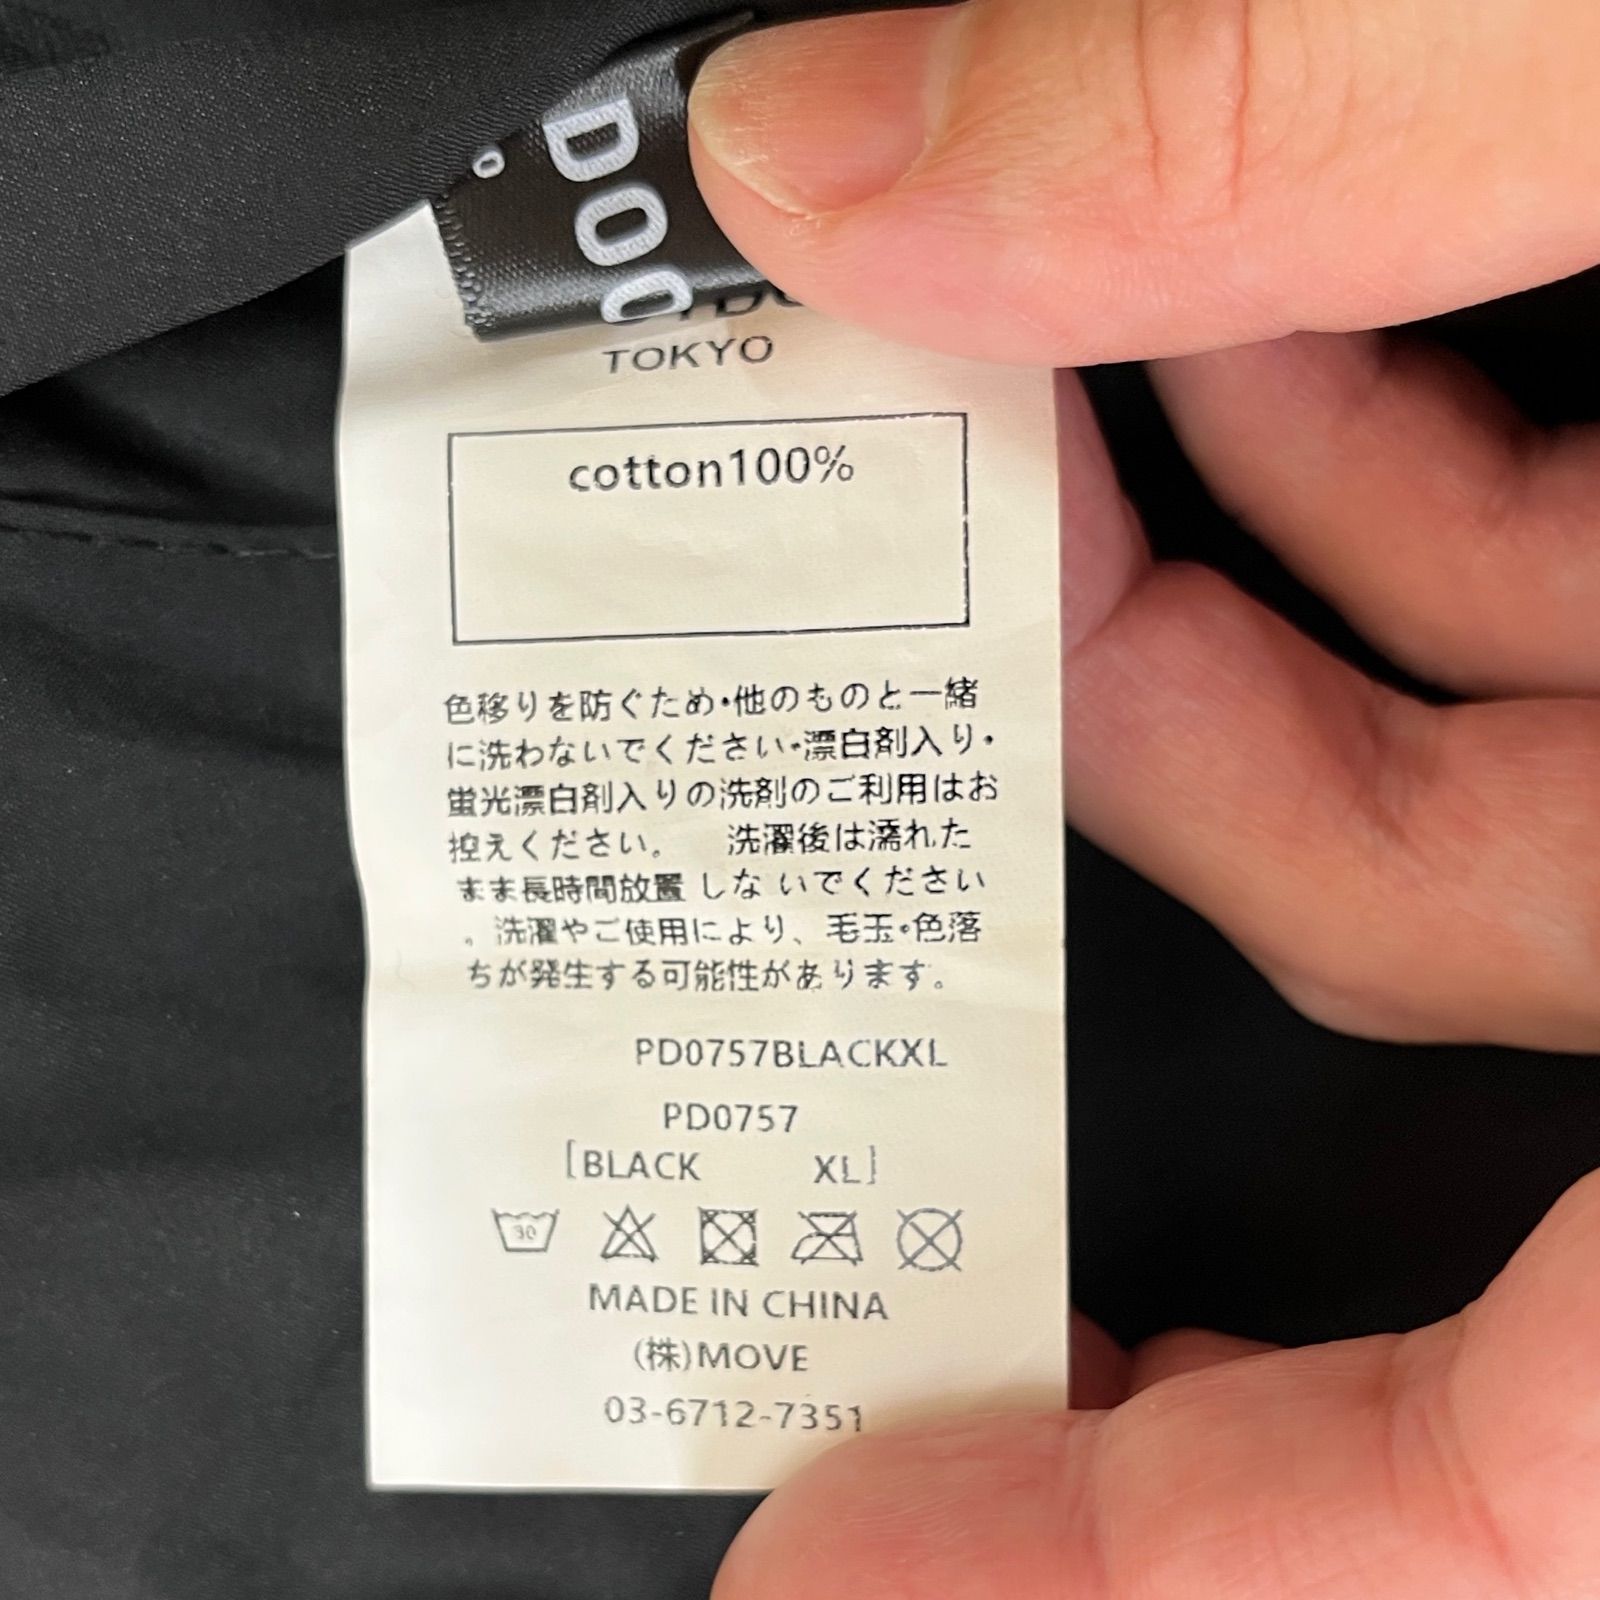 DOO
TOKYO
cotton100%
色移りを防ぐため・他のものと一緒
に洗わないでください・漂白剤入り・
蛍光漂白剤入りの洗剤のご利用はお
控えください。 洗濯後は濡れた
まま長時間放置 しな いでください
。洗濯やご使用により、毛玉・色落
ちが発生する可能性があります。
PD0757BLACKXL
PD0757
[BLACK XL]
30
MADE IN CHINA
(株)MOVE
03-6712-7351